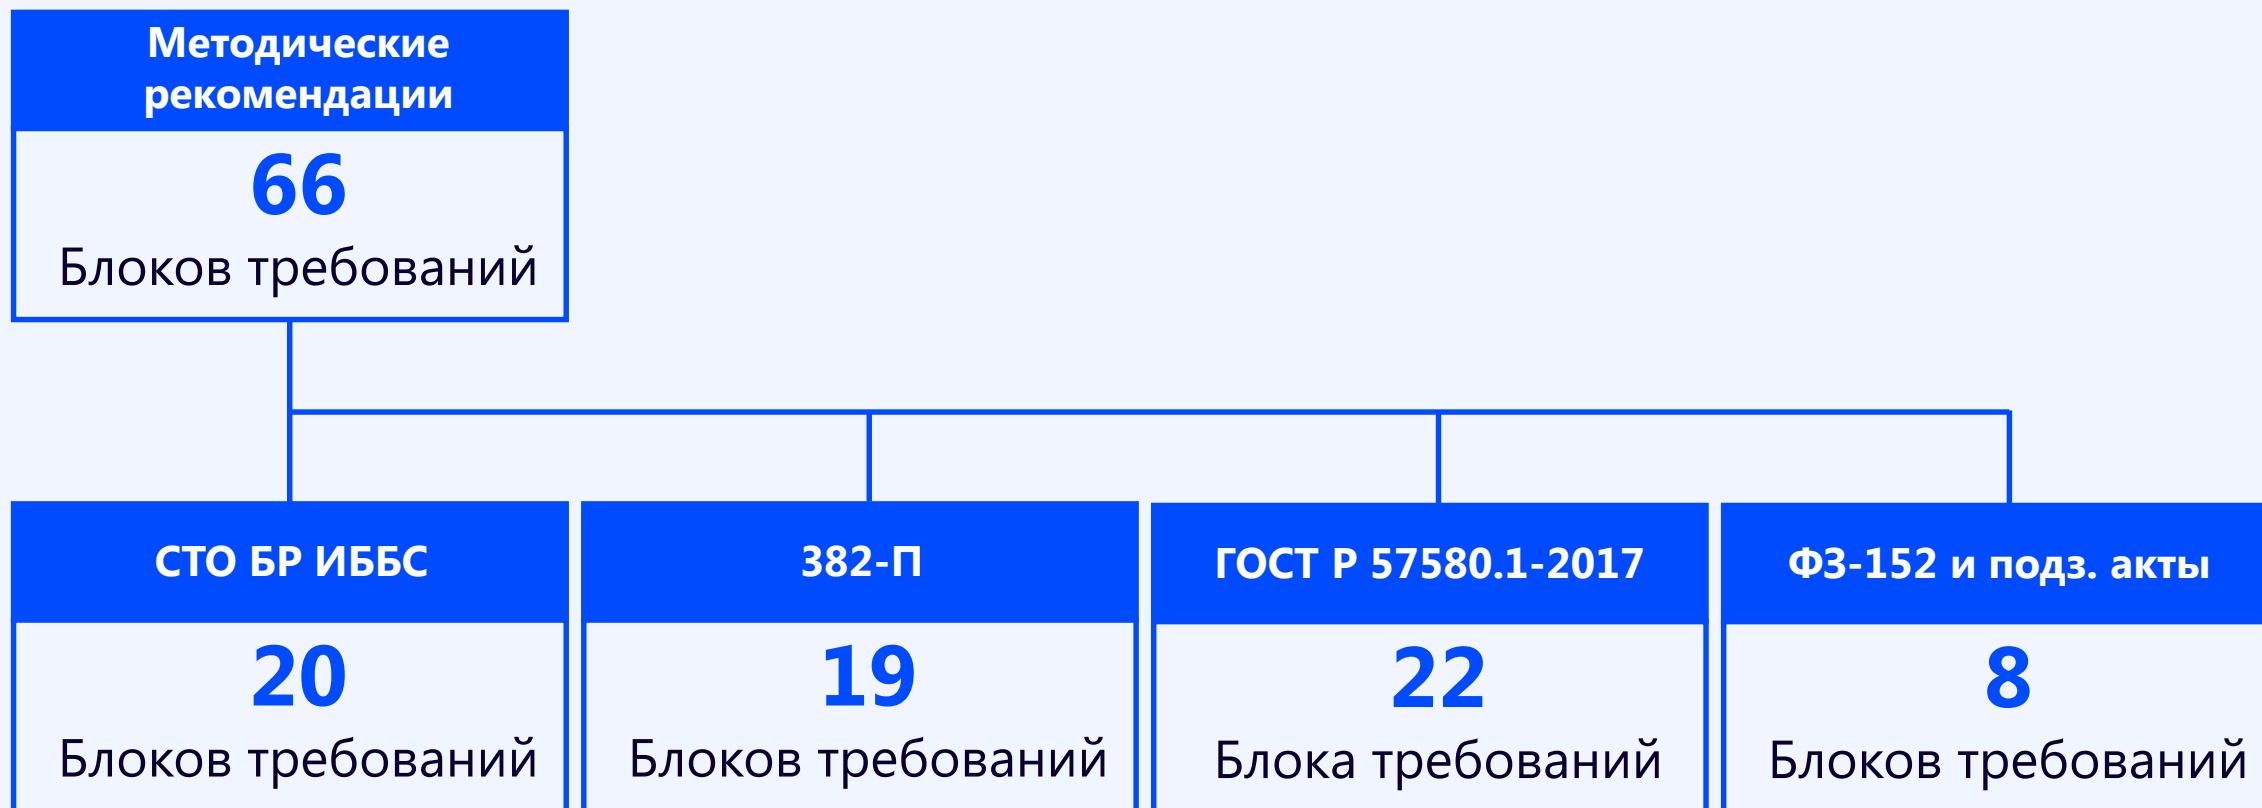 Методические
рекомендации
66
Блоков требований
СТО БР ИББС
20
Блоков требований
382-П
19
Блоков требований
ГОСТ Р 57580.1-2017
22
Блока требований
ФЗ-152 и подз. акты
8
Блоков требований